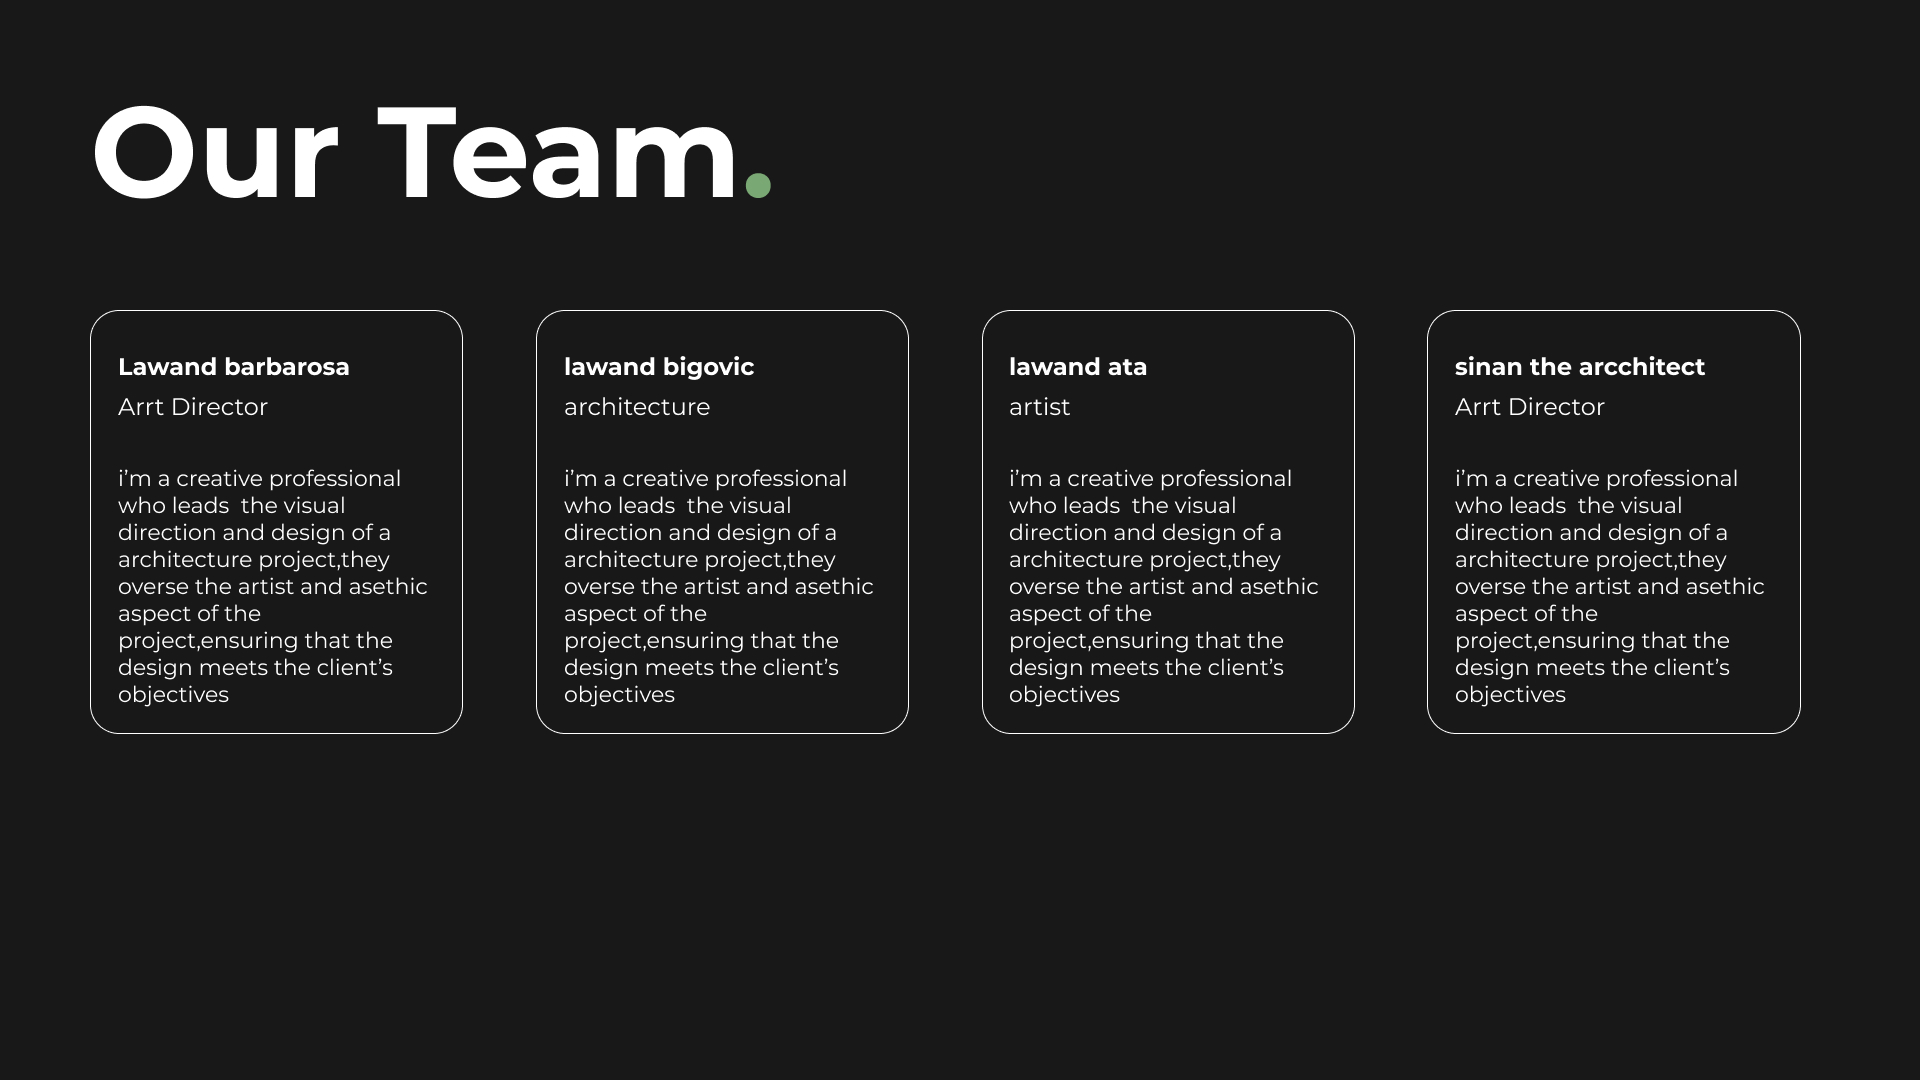 Our Team.
Lawand barbarosa
Arrt Director
i’m a creative professional
who leads  the visual
direction and design of a
architecture project,they
overse the artist and asethic
aspect of the
project,ensuring that the
design meets the client’s
objectives
lawand bigovic
architecture
i’m a creative professional
who leads  the visual
direction and design of a
architecture project,they
overse the artist and asethic
aspect of the
project,ensuring that the
design meets the client’s
objectives
lawand ata
artist
i’m a creative professional
who leads  the visual
direction and design of a
architecture project,they
overse the artist and asethic
aspect of the
project,ensuring that the
design meets the client’s
objectives
sinan the arcchitect
Arrt Director
i’m a creative professional
who leads  the visual
direction and design of a
architecture project,they
overse the artist and asethic
aspect of the
project,ensuring that the
design meets the client’s
objectives